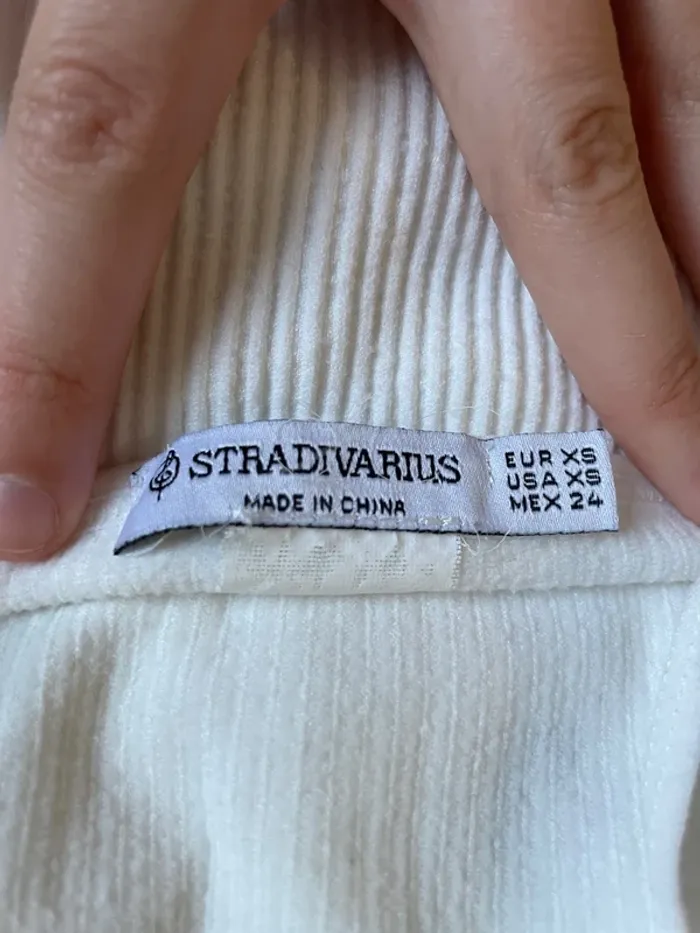 STRADIVARIUS
MADE IN CHINA
EUR XS
USA XS
MEX 24